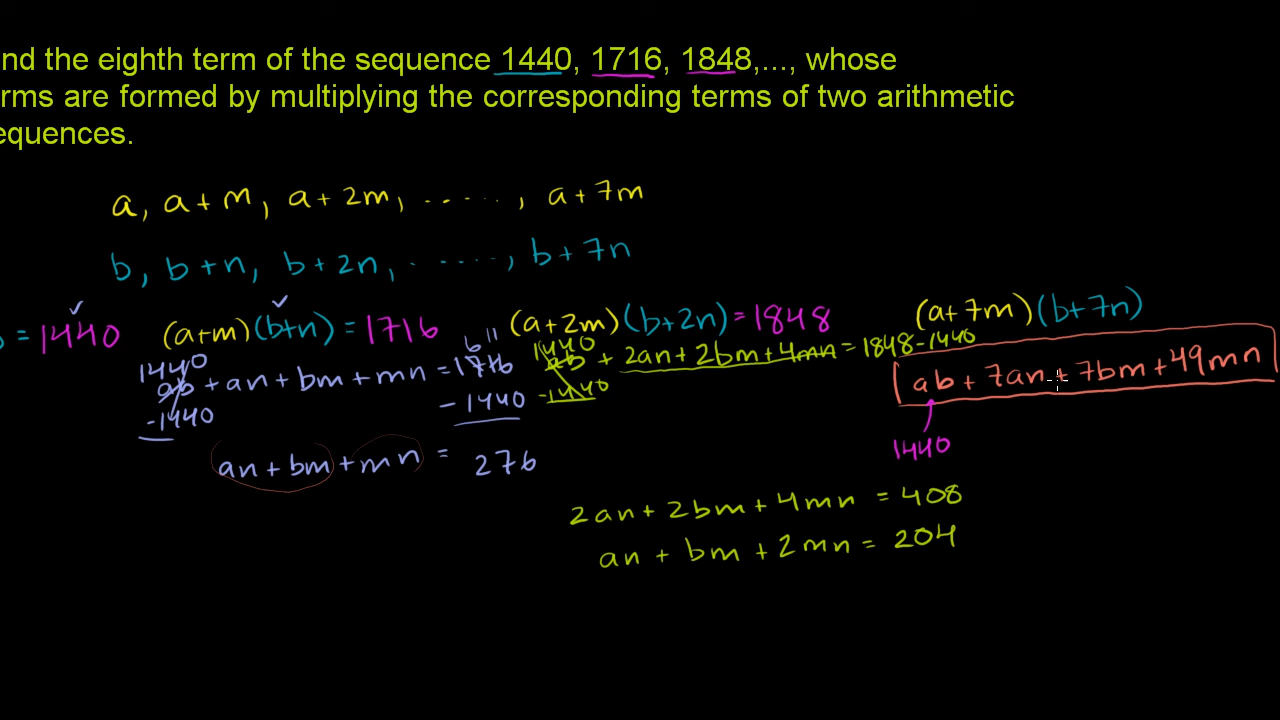 nd the eighth term of the sequence 1440, 1716, 1848,..., whose
rms are formed by multiplying the corresponding terms of two arithmetic
equences.
a, a+m, a+2m, ....., a+7m
b, b+n, b+2n, ....., b+7n
b = 1440 (a+m)(b+n) = 1716 (a+2m)(b+2n) = 1848 (a+7m)(b+7n)
1440 6 11 1440
ab + an + bm + mn = 1716 ab + 2an + 2bm + 4mn = 1848-1440 ab + 7an + 7bm + 49mn
-1440 - 1440 -1440 1440
an + bm + mn = 276
2an + 2bm + 4mn = 408
an + bm + 2mn = 204